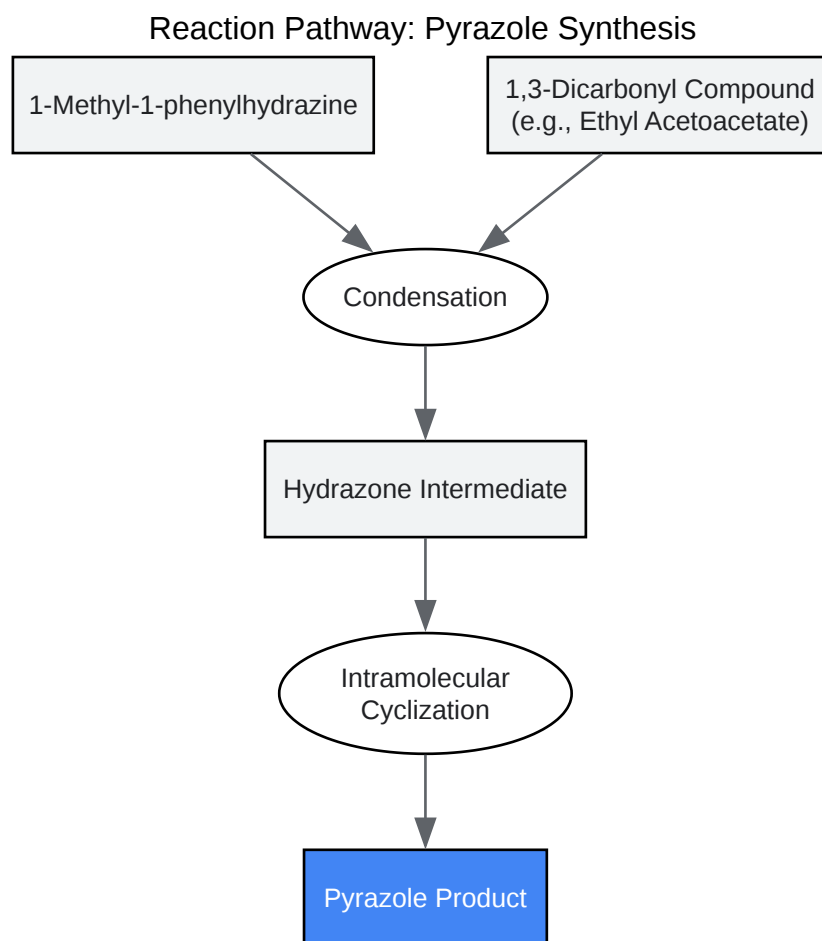 Reaction Pathway: Pyrazole Synthesis
1-Methyl-1-phenylhydrazine
1,3-Dicarbonyl Compound
(e.g., Ethyl Acetoacetate)
Condensation
Hydrazone Intermediate
Intramolecular
Cyclization
Pyrazole Product